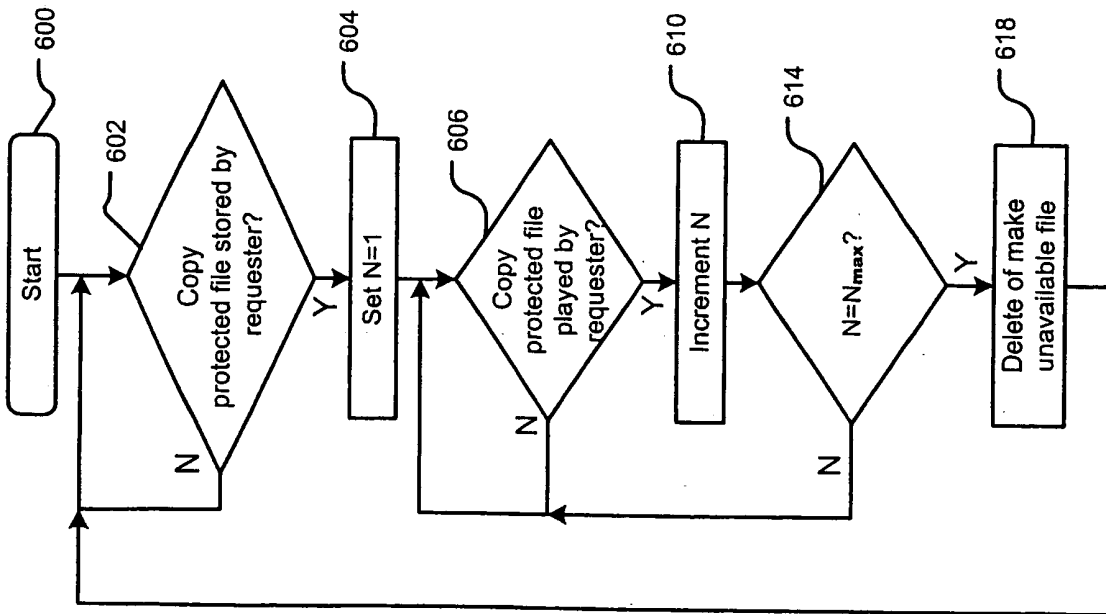 Start
600
602
Copy
protected file stored by
requester?
N
Y
604
Set N=1
606
Copy
protected file
played by
requester?
N
Y
610
Increment N
614
N=Nmax?
N
Y
618
Delete of make
unavailable file